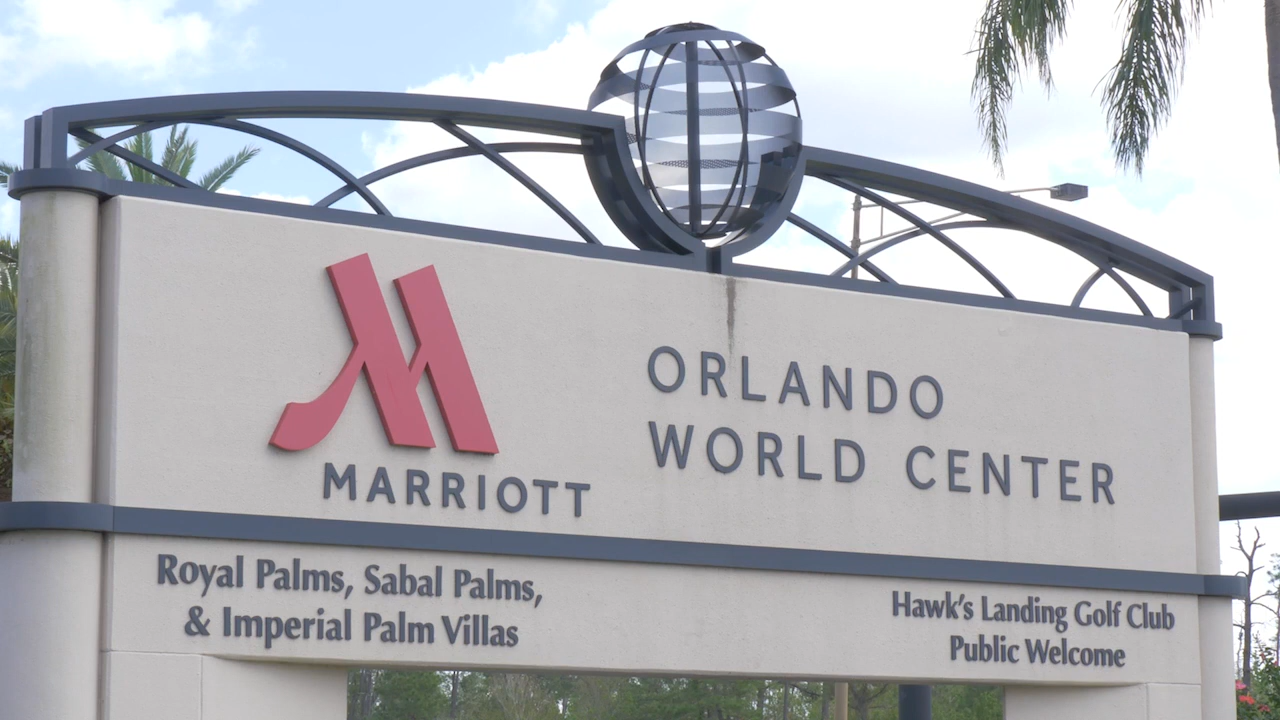 MARRIOTT
ORLANDO
WORLD CENTER
Royal Palms, Sabal Palms,
& Imperial Palm Villas
Hawk's Landing Golf Club
Public Welcome